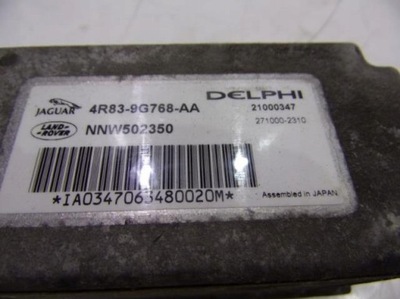 JAGUAR 4R83-9G768-AA DELPHI
21000347
LAND ROVER NNW502350 271000-2310
*IA0347063480020M* Assembled in JAPAN